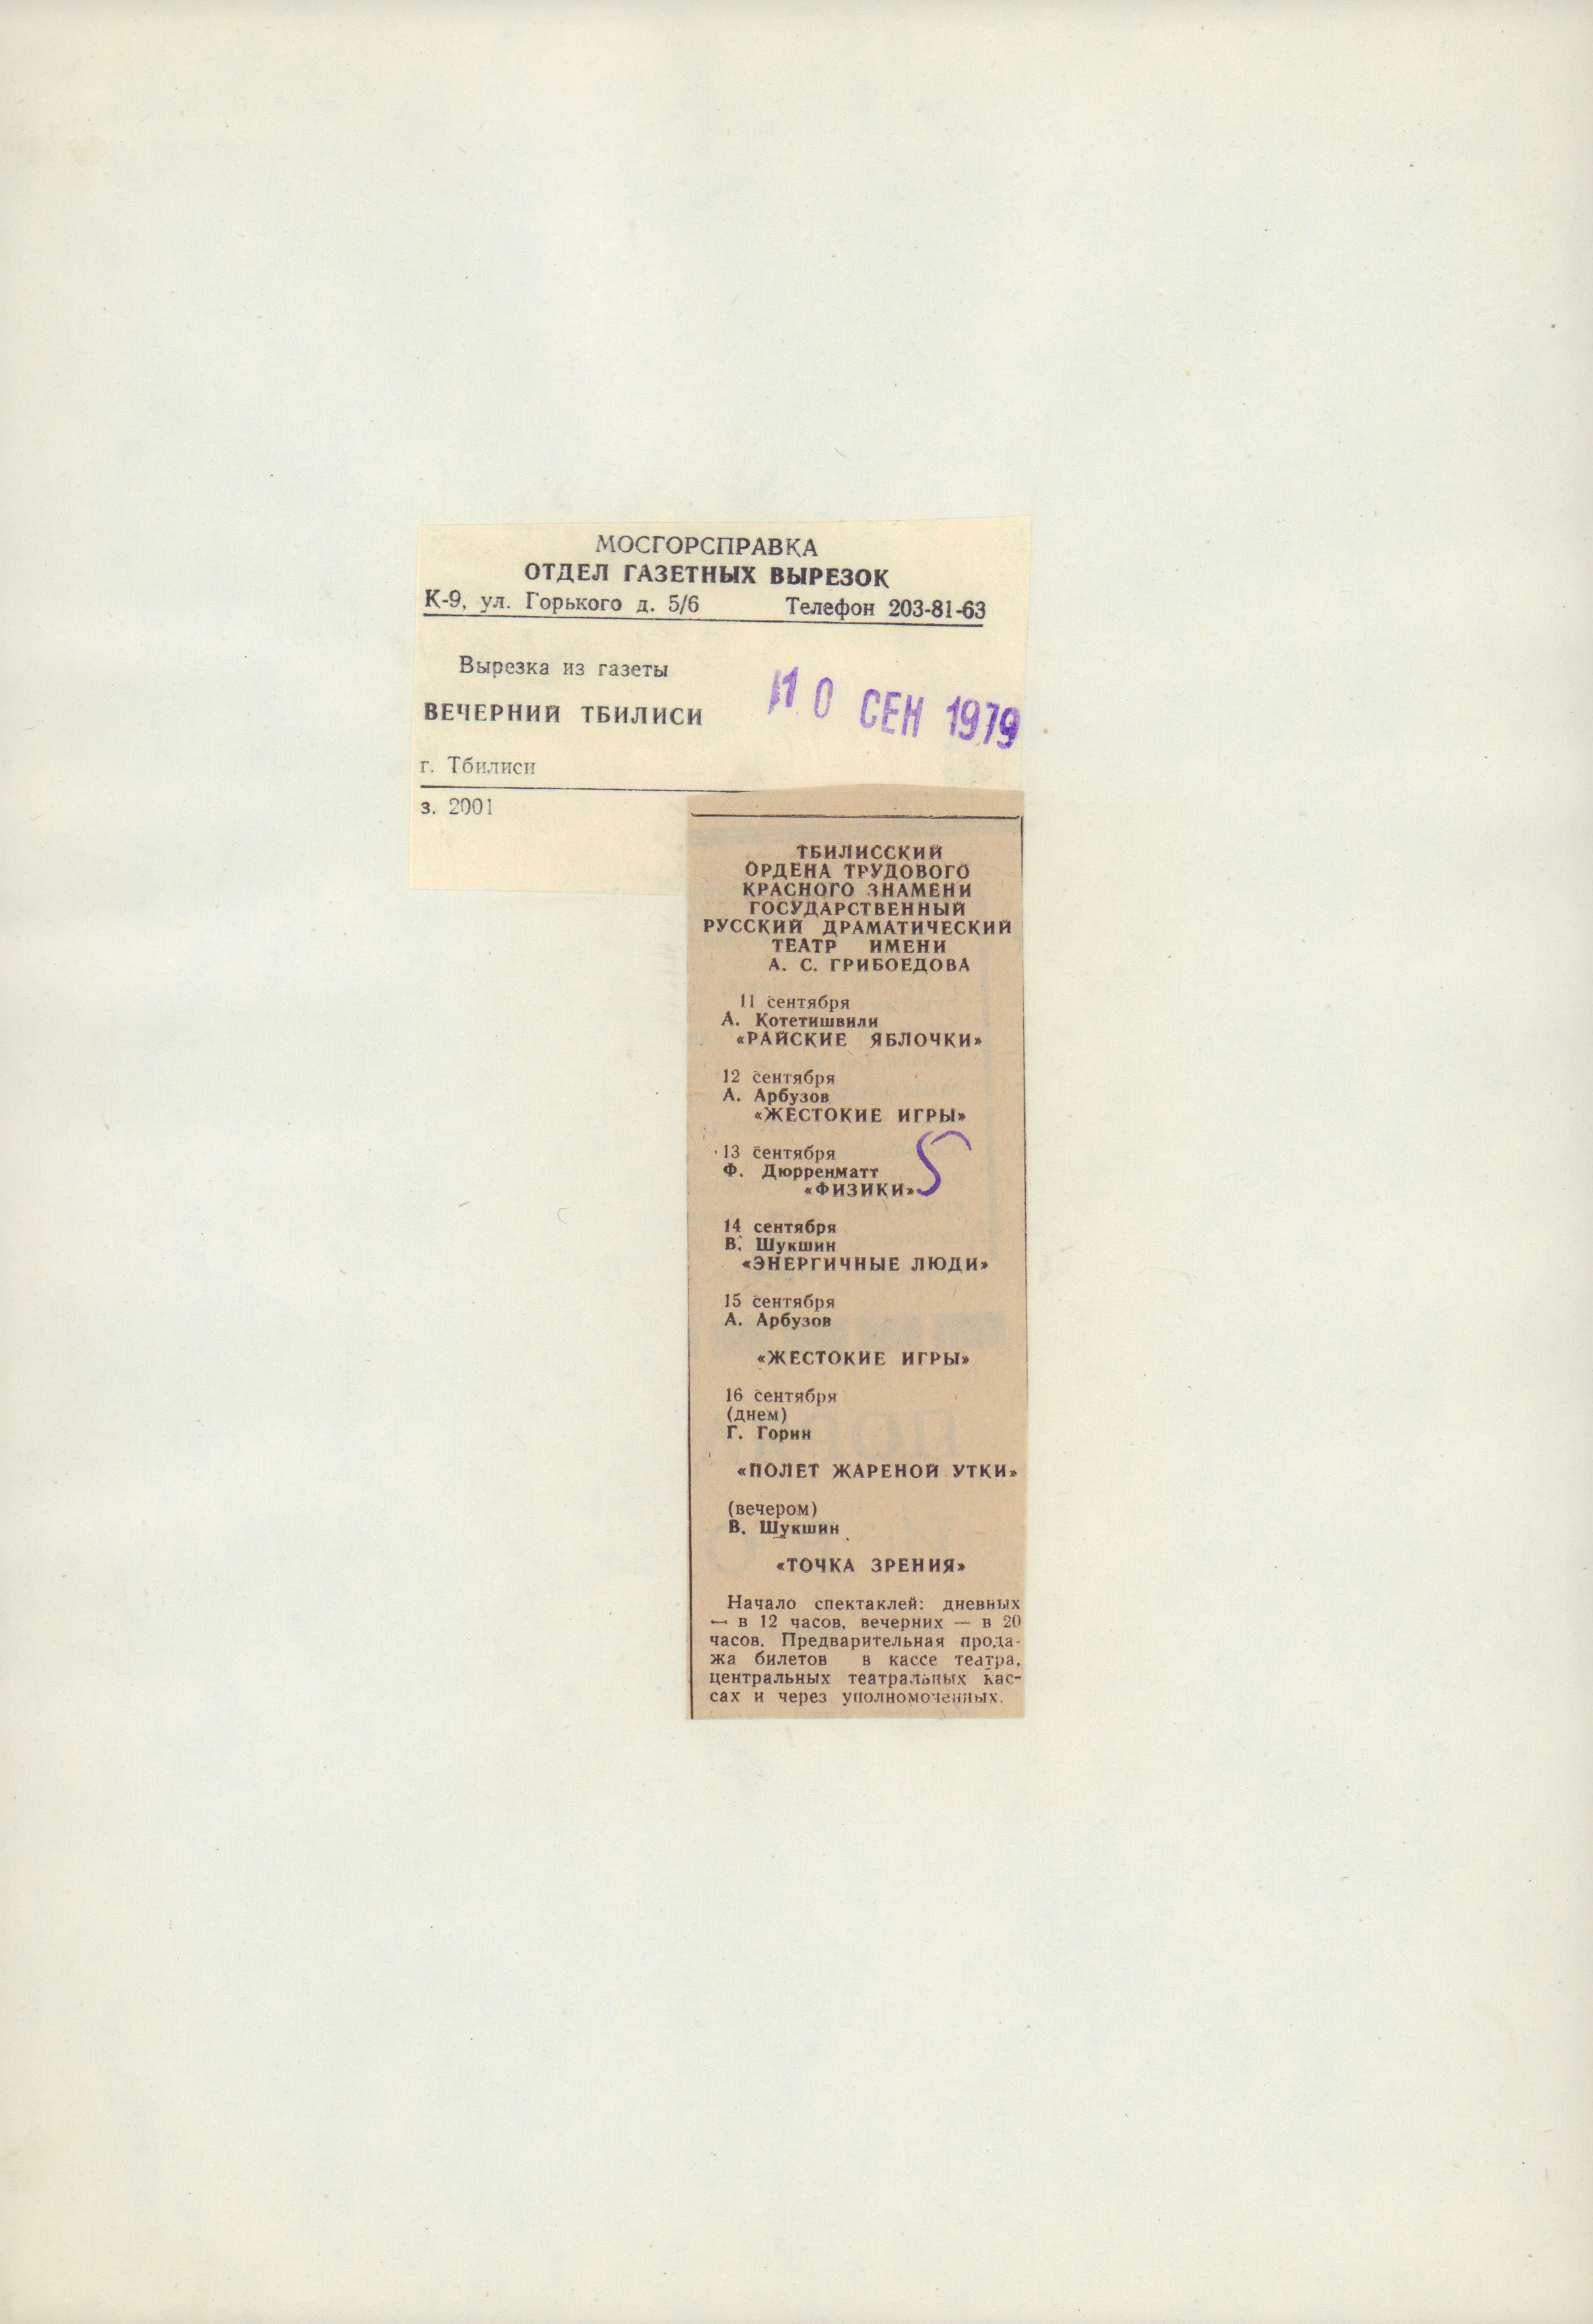 МОСГОРСПРАВКА
ОТДЕЛ ГАЗЕТНЫХ ВЫРЕЗОК
К-9, ул. Горького д. 5/6 Телефон 203-81-63
Вырезка из газеты
ВЕЧЕРНИЙ ТБИЛИСИ
10 СЕН 1979
г. Тбилиси
з. 2001
ТБИЛИССКИЙ
ОРДЕНА ТРУДОВОГО
КРАСНОГО ЗНАМЕНИ
ГОСУДАРСТВЕННЫЙ
РУССКИЙ ДРАМАТИЧЕСКИЙ
ТЕАТР ИМЕНИ
А. С. ГРИБОЕДОВА
11 сентября
А. Котетишвили
«РАЙСКИЕ ЯБЛОЧКИ»
12 сентября
А. Арбузов
«ЖЕСТОКИЕ ИГРЫ»
13 сентября
Ф. Дюрренматт
«ФИЗИКИ»
14 сентября
В. Шукшин
«ЭНЕРГИЧНЫЕ ЛЮДИ»
15 сентября
А. Арбузов
«ЖЕСТОКИЕ ИГРЫ»
16 сентября
(днем)
Г. Горин
«ПОЛЕТ ЖАРЕНОЙ УТКИ»
(вечером)
В. Шукшин
«ТОЧКА ЗРЕНИЯ»
Начало спектаклей: дневных
— в 12 часов, вечерних — в 20
часов. Предварительная прода-
жа билетов в кассе театра,
центральных театральных кас-
сах и через уполномоченных.